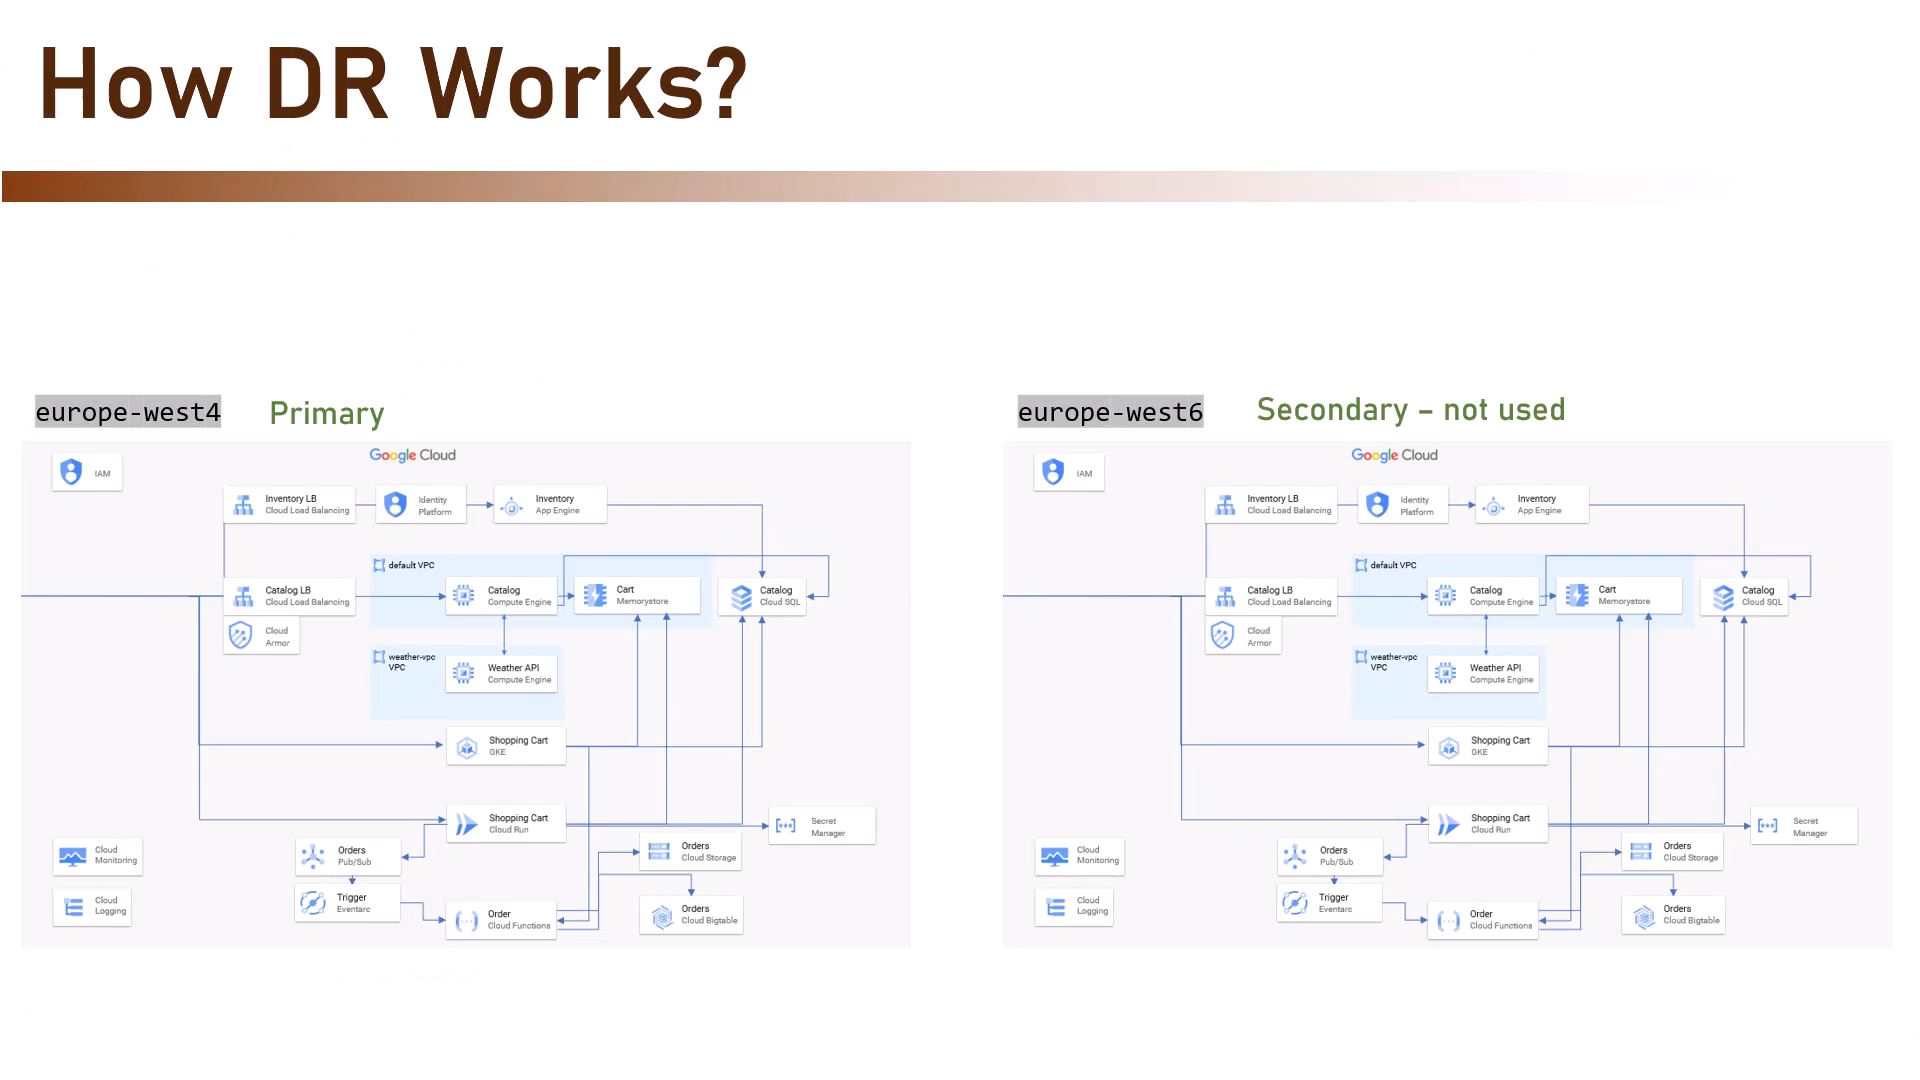 How DR Works?
europe-west4
Primary
Google Cloud
IAM
Inventory LB
Cloud Load Balancing
Identity
Platform
Inventory
App Engine
default VPC
Catalog LB
Cloud Load Balancing
Catalog
Compute Engine
Cart
Memorystore
Catalog
Cloud SQL
Cloud
Armor
weather-vpc
VPC
Weather API
Compute Engine
Shopping Cart
GKE
Shopping Cart
Cloud Run
Secret
Manager
Cloud
Monitoring
Orders
Pub/Sub
Orders
Cloud Storage
Cloud
Logging
Trigger
Eventarc
Order
Cloud Functions
Orders
Cloud Bigtable
europe-west6
Secondary – not used
Google Cloud
IAM
Inventory LB
Cloud Load Balancing
Identity
Platform
Inventory
App Engine
default VPC
Catalog LB
Cloud Load Balancing
Catalog
Compute Engine
Cart
Memorystore
Catalog
Cloud SQL
Cloud
Armor
weather-vpc
VPC
Weather API
Compute Engine
Shopping Cart
GKE
Shopping Cart
Cloud Run
Secret
Manager
Cloud
Monitoring
Orders
Pub/Sub
Orders
Cloud Storage
Cloud
Logging
Trigger
Eventarc
Order
Cloud Functions
Orders
Cloud Bigtable